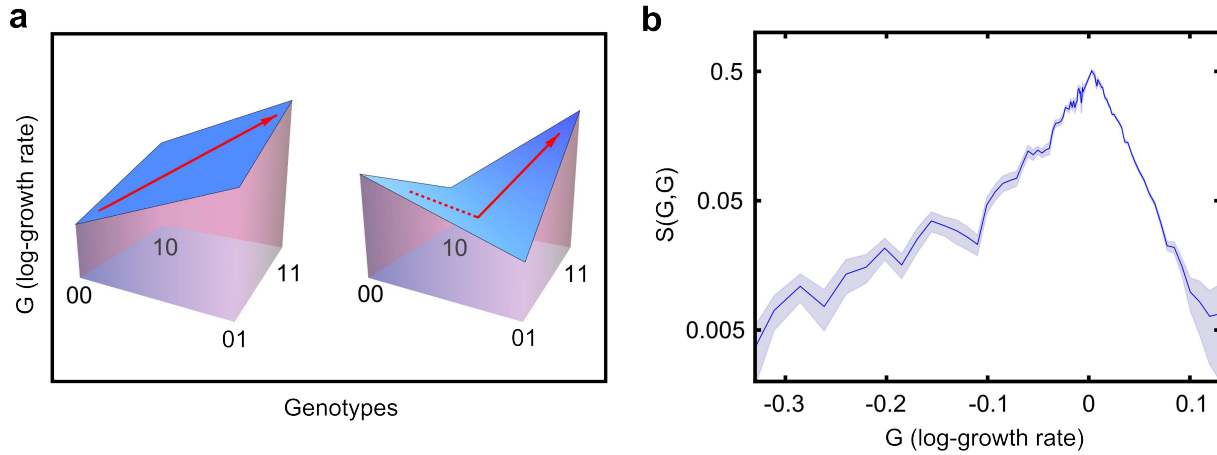 a
G (log-growth rate)
00
10
01
11
00
10
01
11
Genotypes
b
S(G,G)
0.5
0.05
0.005
-0.3
-0.2
-0.1
0
0.1
G (log-growth rate)